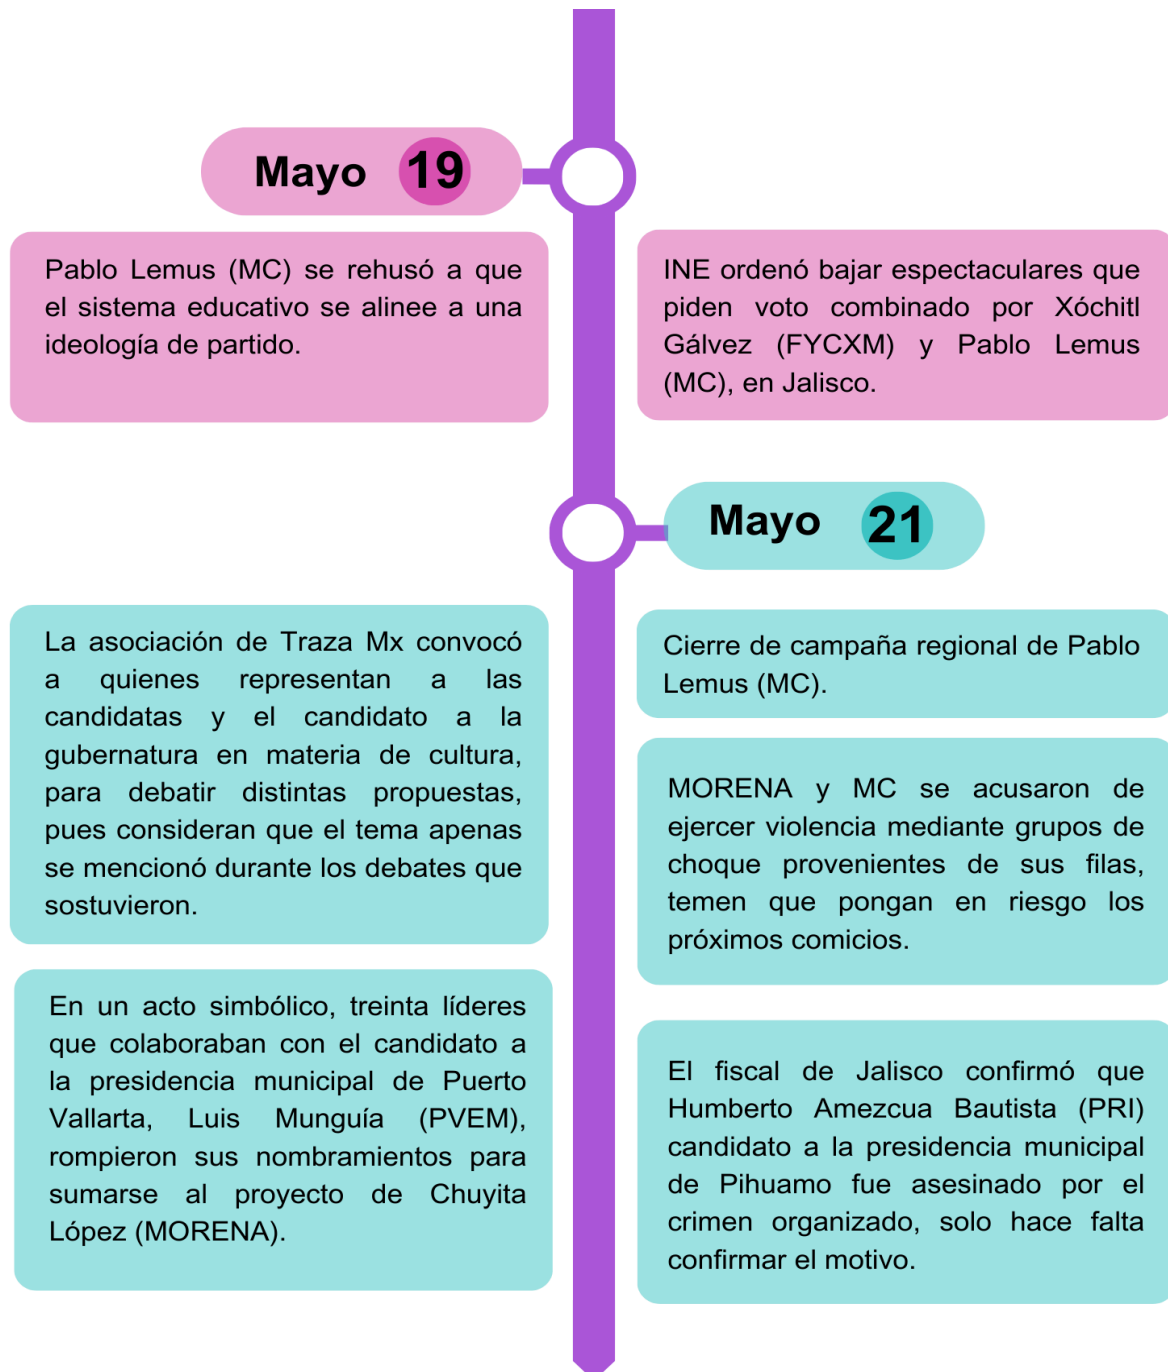 Mayo 19
Pablo Lemus (MC) se rehusó a que
el sistema educativo se alinee a una
ideología de partido.
INE ordenó bajar espectaculares que
piden voto combinado por Xóchitl
Gálvez (FYCXM) y Pablo Lemus
(MC), en Jalisco.
Mayo 21
La asociación de Traza Mx convocó
a quienes representan a las
candidatas y el candidato a la
gubernatura en materia de cultura,
para debatir distintas propuestas,
pues consideran que el tema apenas
se mencionó durante los debates que
sostuvieron.
En un acto simbólico, treinta líderes
que colaboraban con el candidato a
la presidencia municipal de Puerto
Vallarta, Luis Munguía (PVEM),
rompieron sus nombramientos para
sumarse al proyecto de Chuyita
López (MORENA).
Cierre de campaña regional de Pablo
Lemus (MC).
MORENA y MC se acusaron de
ejercer violencia mediante grupos de
choque provenientes de sus filas,
temen que pongan en riesgo los
próximos comicios.
El fiscal de Jalisco confirmó que
Humberto Amezcua Bautista (PRI)
candidato a la presidencia municipal
de Pihuamo fue asesinado por el
crimen organizado, solo hace falta
confirmar el motivo.